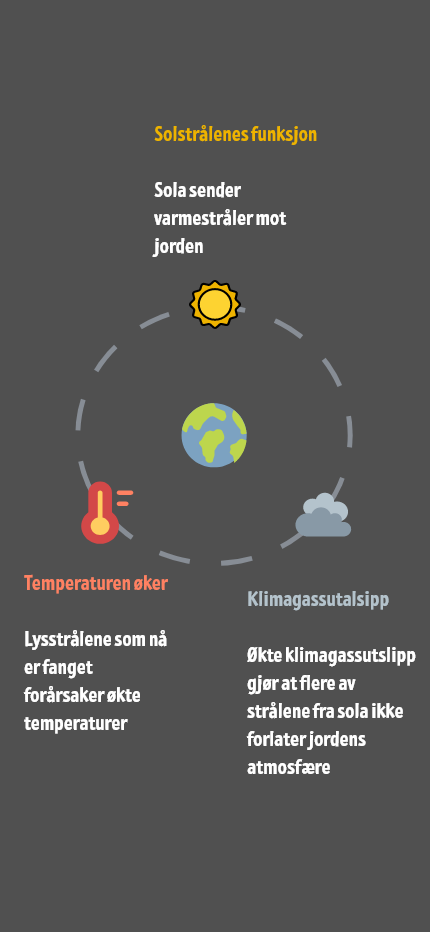 Solstrålenes funksjon
Sola sender
varmestråler mot
jorden
Temperaturen øker
Lysstrålene som nå
er fanget
forårsaker økte
temperaturer
Klimagassutalsipp
Økte klimagassutslipp
gjør at flere av
strålene fra sola ikke
forlater jordens
atmosfære